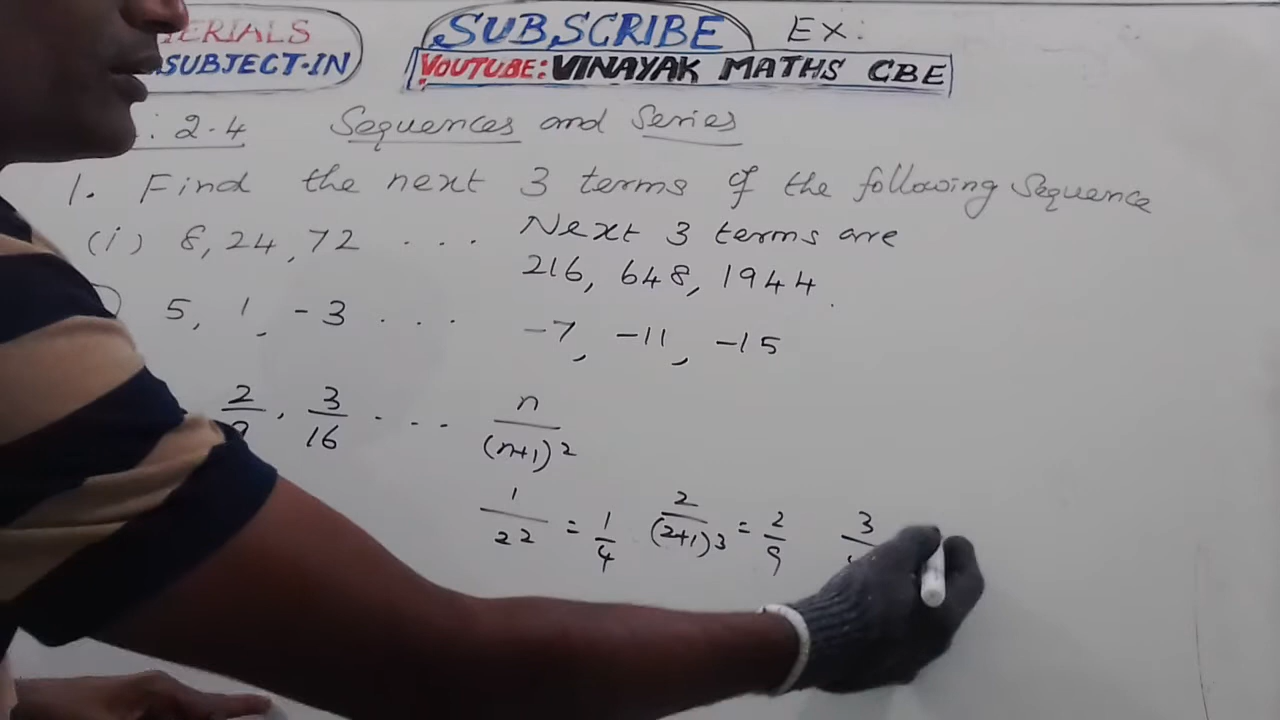 ERIALS SUBSCRIBE EX:
SUBJECT-IN YOUTUBE: VINAYAK MATHS CBE
: 2.4 Sequences and Series
1. Find the next 3 terms of the following Sequence
(i) 8, 24, 72 ... Next 3 terms are
216, 648, 1944.
5, 1, -3 ... -7, -11, -15
2/9, 3/16 ... n/(n+1)2
1/22 = 1/4 2/(2+1)3 = 2/9 3